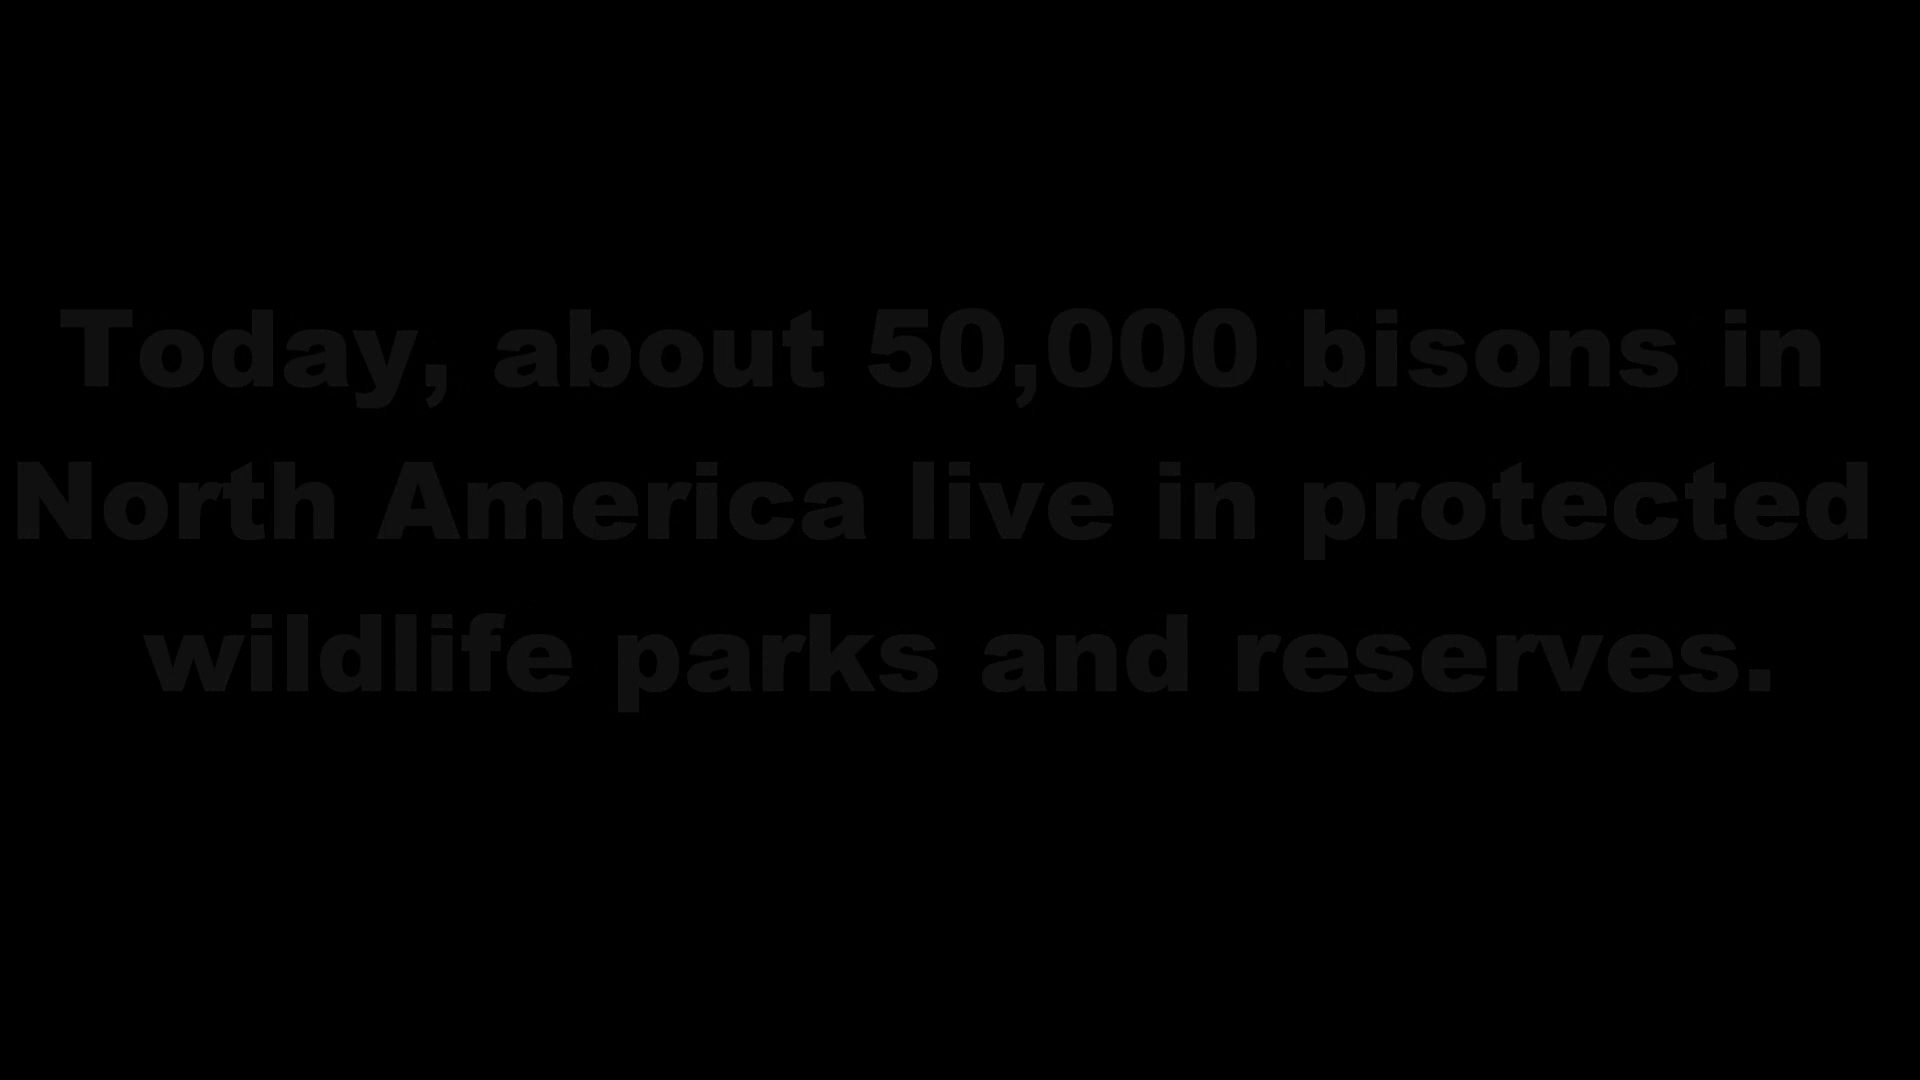 Today, about 50,000 bisons in
North America live in protected
wildlife parks and reserves.